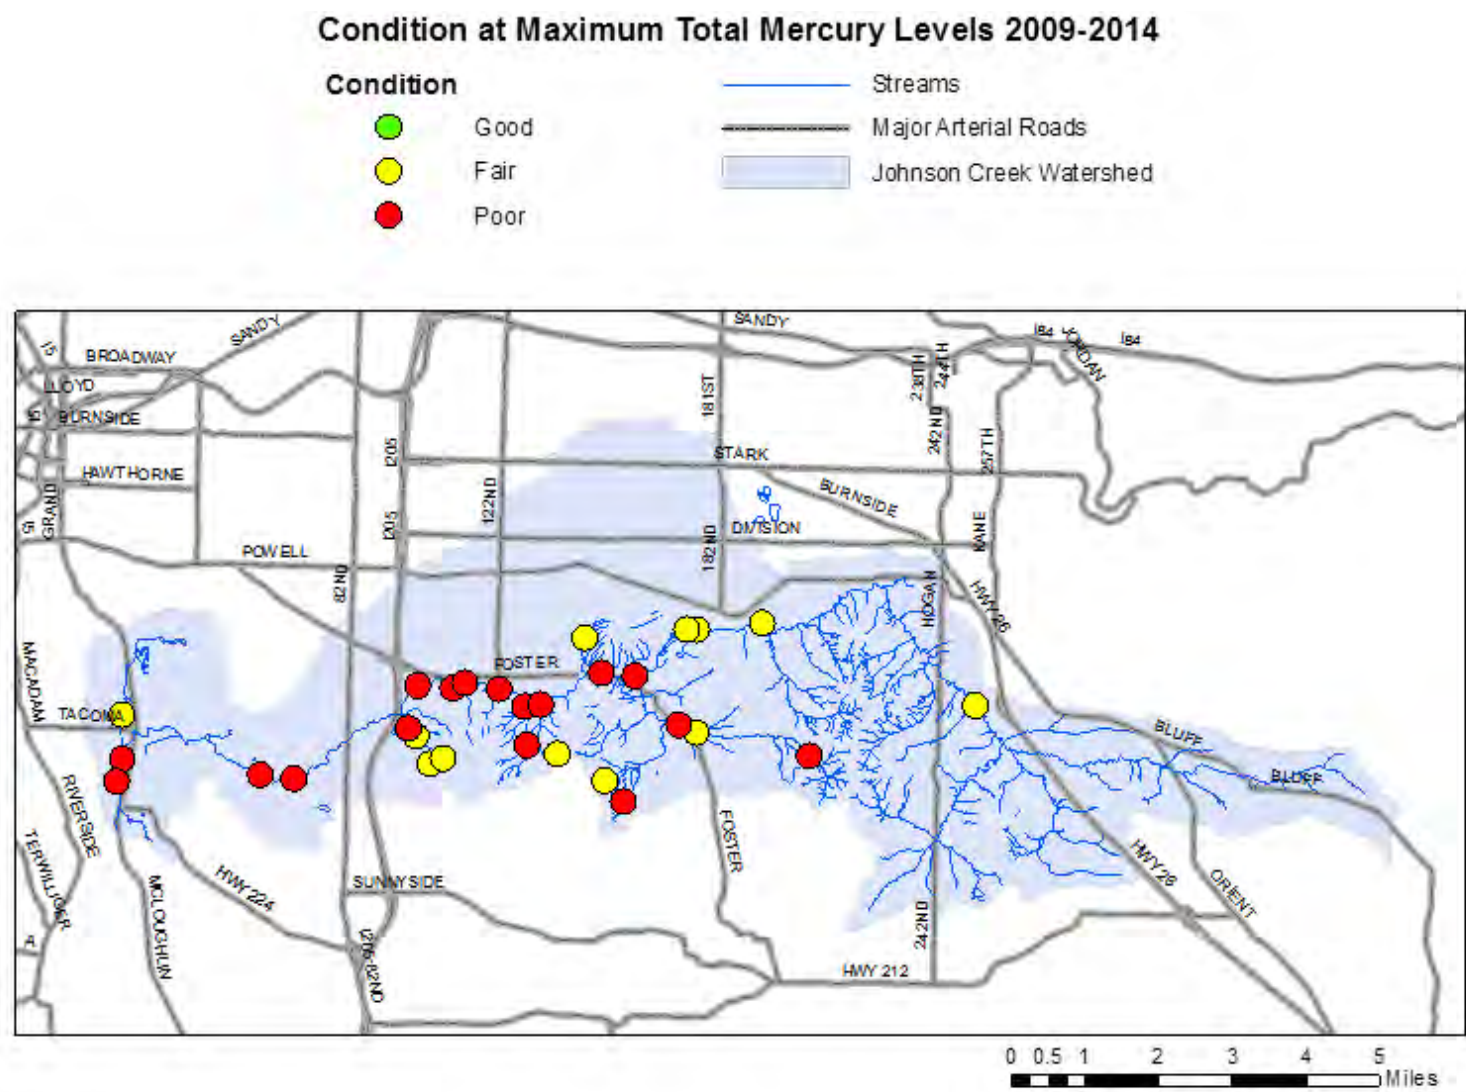 Condition at Maximum Total Mercury Levels 2009-2014
Condition
Good
Fair
Poor
Streams
Major Arterial Roads
Johnson Creek Watershed
SANDY
SANDY
I5
BROADWAY
I84
JORDAN
I84
LLOYD
238TH
244TH
181ST
I5
BURNSIDE
242ND
257TH
I205
STARK
HAWTHORNE
GRAND
122ND
BURNSIDE
I5
I205
DIVISION
KANE
POWELL
182ND
82ND
HOGAN
HWY 26
MACADAM
FOSTER
TACOMA
BLUFF
BLUFF
RIVERSIDE
FOSTER
TERWILLIGER
HWY 26
SUNNYSIDE
HWY 224
MCLOUGHLIN
ORIENT
242ND
A
I205-82ND
HWY 212
0 0.5 1 2 3 4 5
Miles